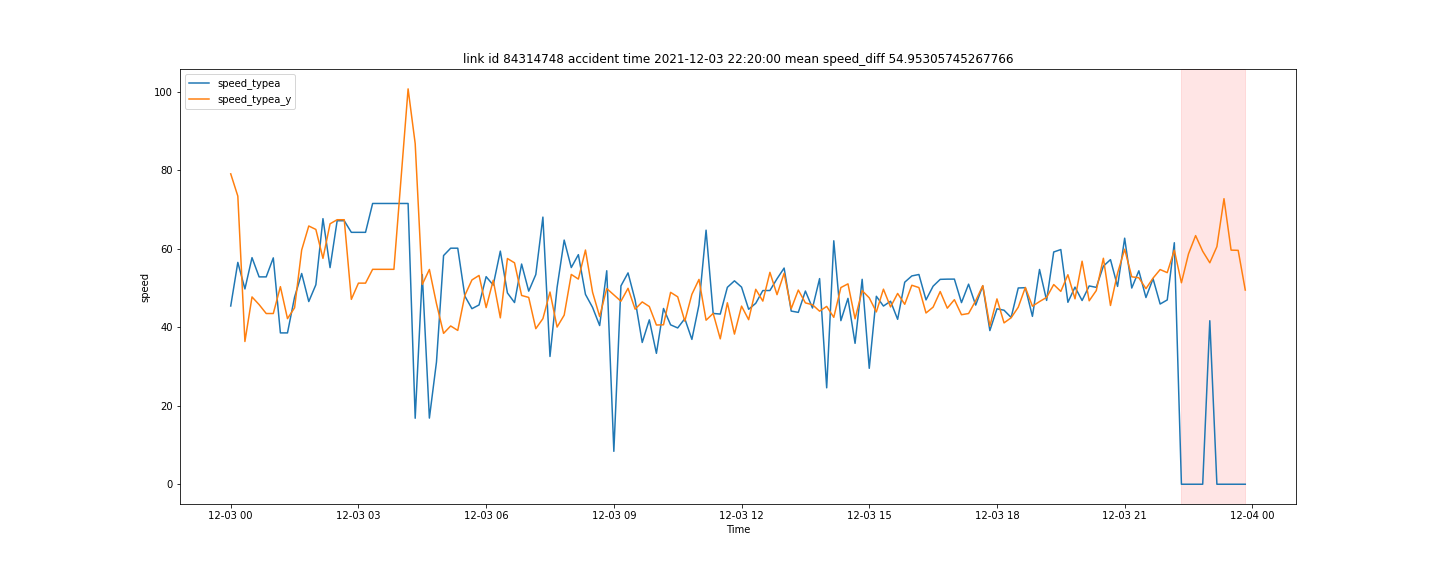 link id 84314748 accident time 2021-12-03 22:20:00 mean speed_diff 54.95305745267766
speed_typea
speed_typea_y
100
80
60
40
20
0
speed
12-03 00 12-03 03 12-03 06 12-03 09 12-03 12 12-03 15 12-03 18 12-03 21 12-04 00
Time